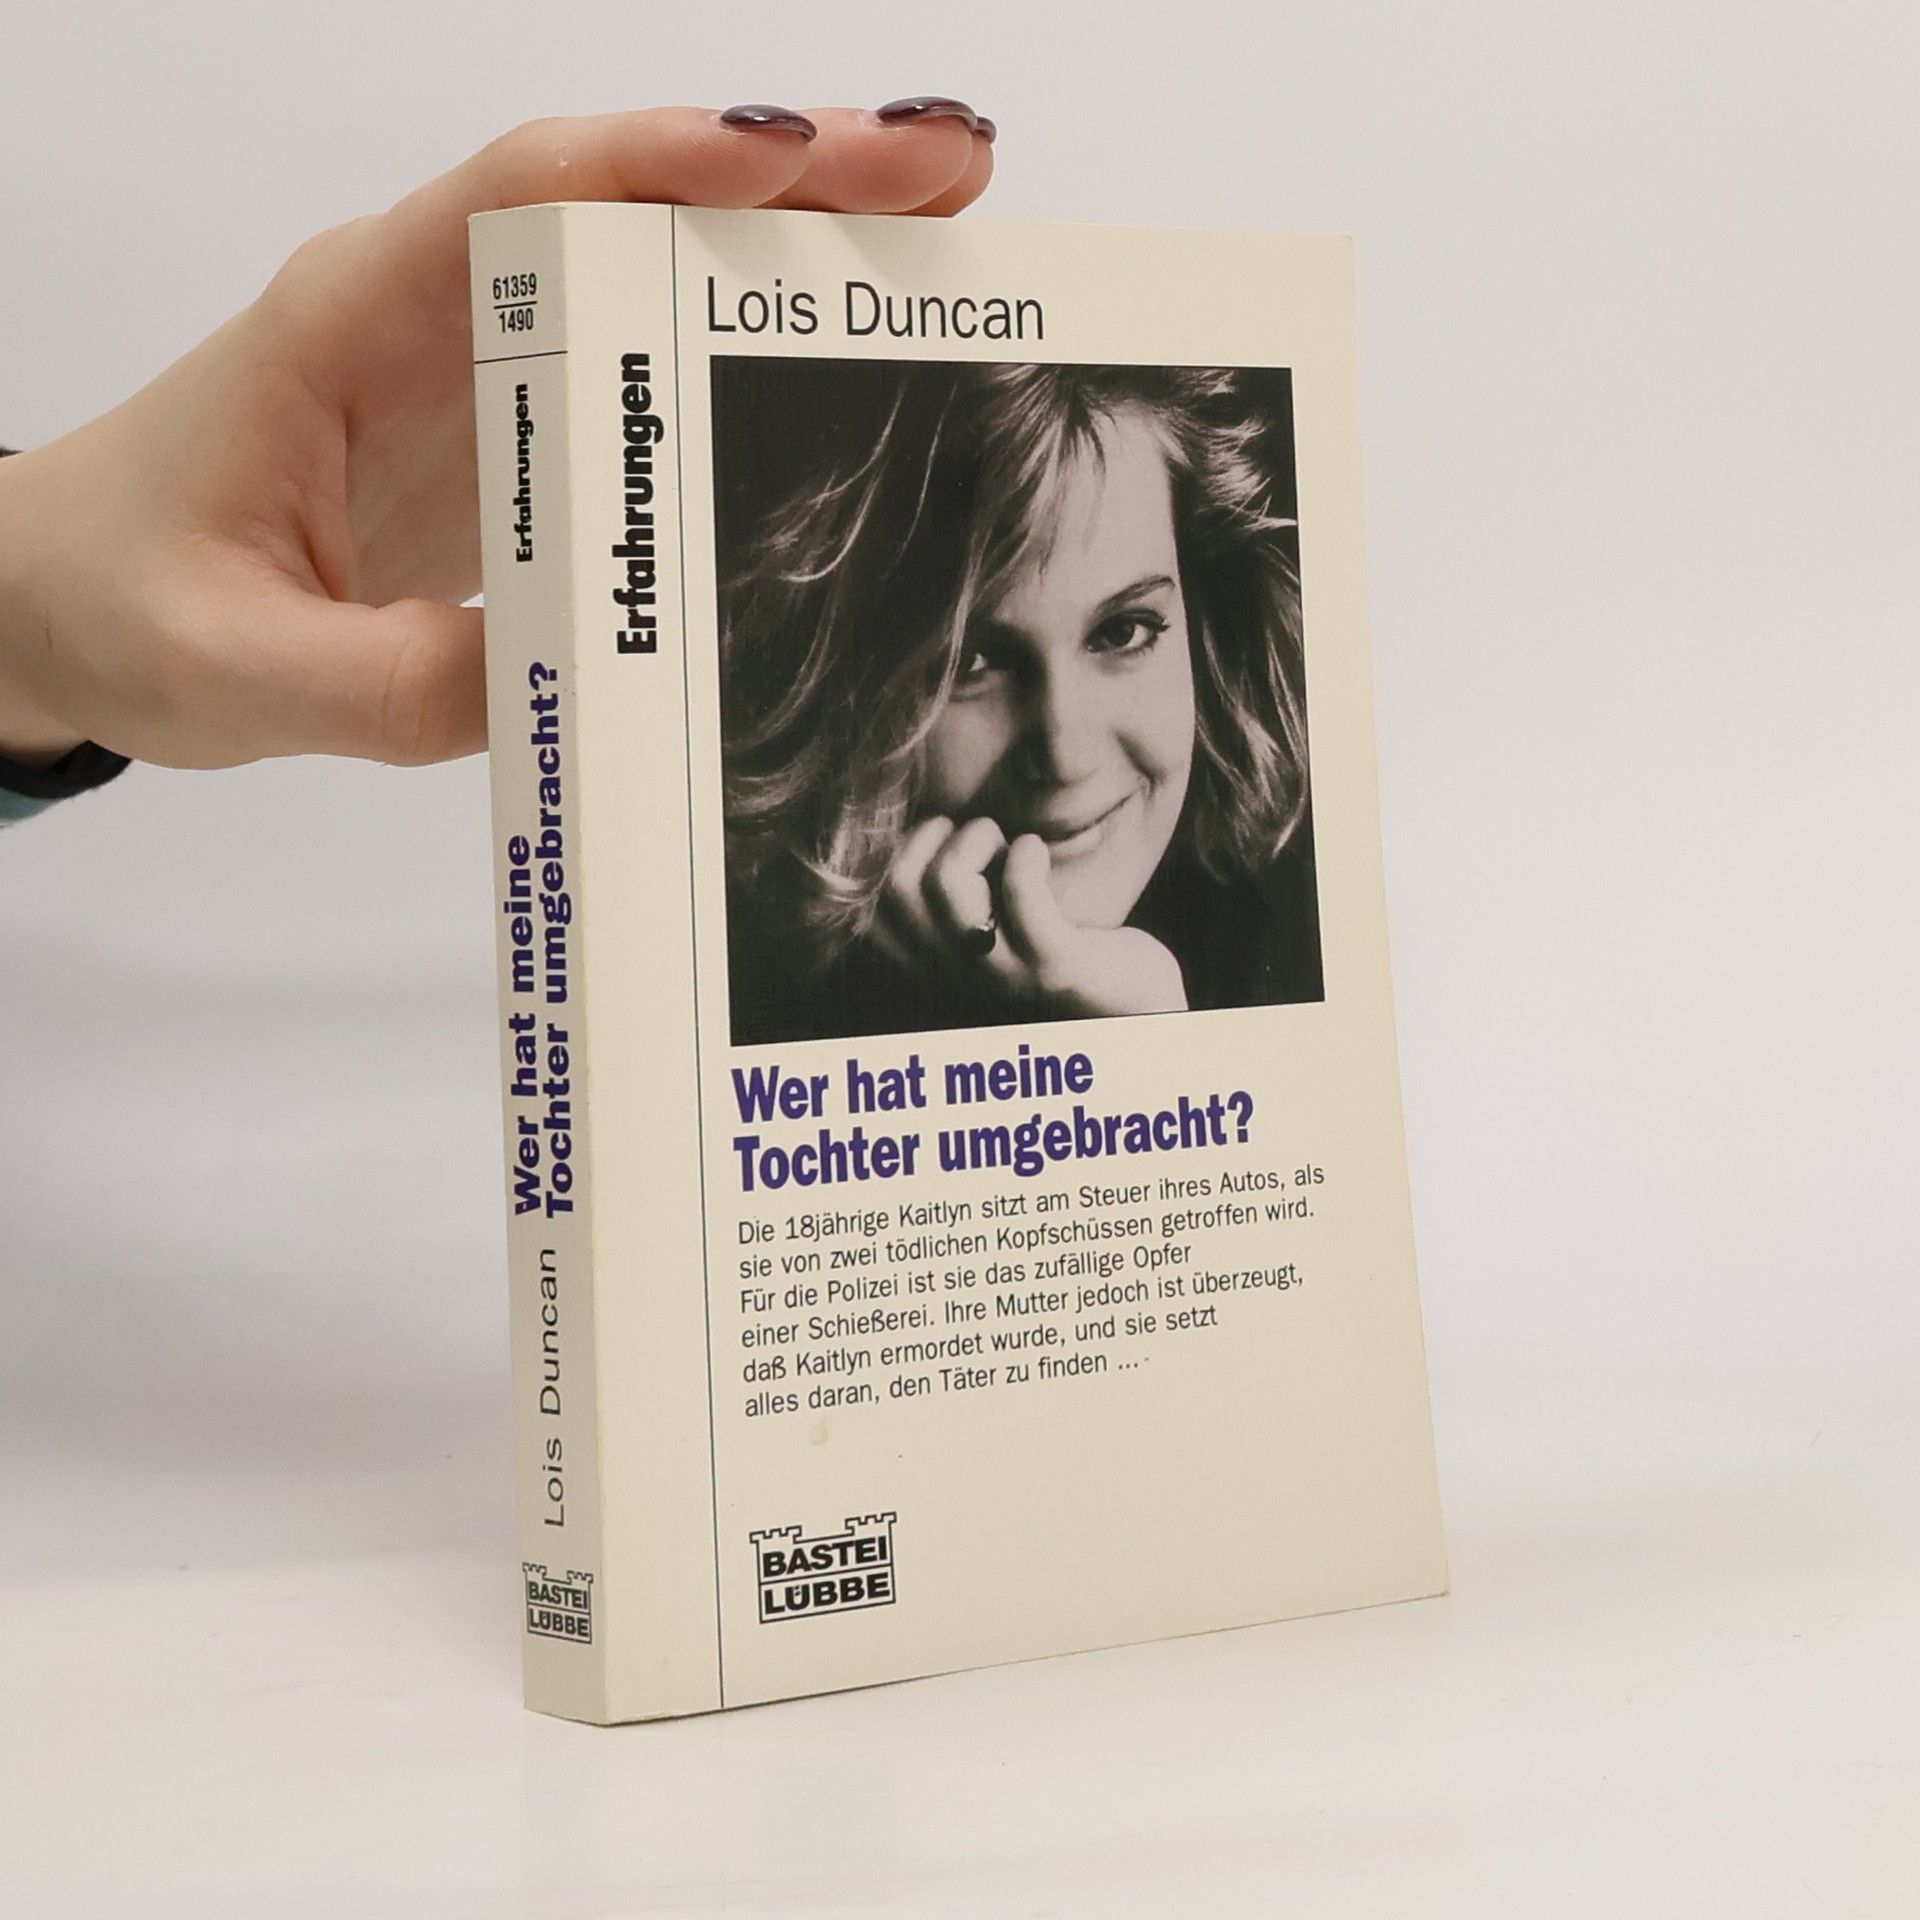 61359
1490
Erfahrungen
Wer hat meine
Tochter umgebracht?
Lois Duncan
BASTEI
LÜBBE
Erfahrungen
Lois Duncan
Wer hat meine
Tochter umgebracht?
Die 18jährige Kaitlyn sitzt am Steuer ihres Autos, als
sie von zwei tödlichen Kopfschüssen getroffen wird.
Für die Polizei ist sie das zufällige Opfer
einer Schießerei. Ihre Mutter jedoch ist überzeugt,
daß Kaitlyn ermordet wurde, und sie setzt
alles daran, den Täter zu finden ...
BASTEI
LÜBBE